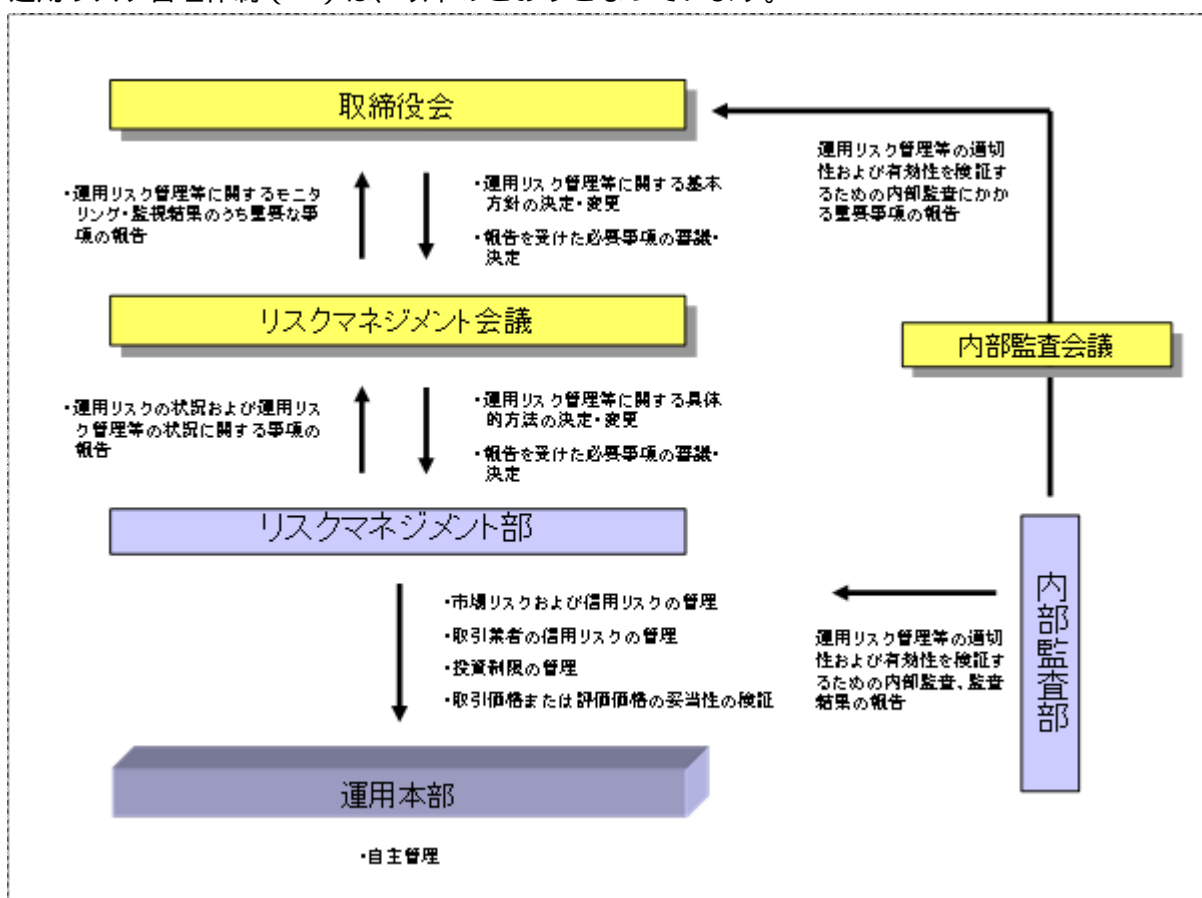 取締役会
・運用リスク管理等に関するモニ
タリング・監視結果のうち重要な事
項の報告
・運用リスク管理等に関する基本
方針の決定・変更
・報告を受けた必要事項の審議・
決定
運用リスク管理等の適切
性および有効性を検証す
るための内部監査にかか
る重要事項の報告
リスクマネジメント会議
内部監査会議
・運用リスクの状況および運用リス
ク管理等の状況に関する事項の
報告
・運用リスク管理等に関する具体
的方法の決定・変更
・報告を受けた必要事項の審議・
決定
リスクマネジメント部
内部監査部
・市場リスクおよび信用リスクの管理
・取引業者の信用リスクの管理
・投資制限の管理
・取引価格または評価価格の妥当性の検証
運用リスク管理等の適切
性および有効性を検証す
るための内部監査、監査
結果の報告
運用本部
・自主管理